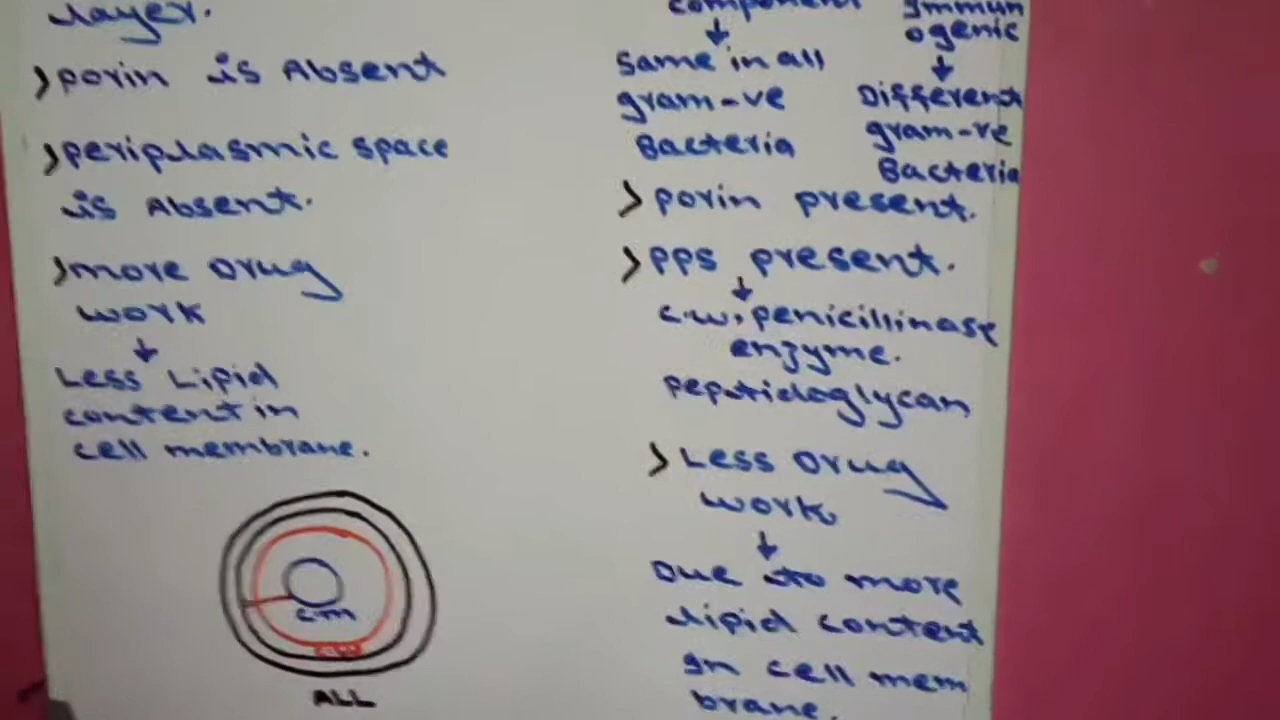 layer.
> porin is Absent
> periplasmic space
is Absent.
> more Drug
work
↓
Less Lipid
content in
cell membrane.
C.M
ALL
component
↓
Same in all
gram-ve
Bacteria
Immun
ogenic
↓
Different
gram-ve
Bacteria
> porin present.
> PPS present.
↓
C.W, penicillinase
enzyme.
peptidoglycan
> Less Drug
work
↓
Due to more
lipid content
In cell mem
brane.